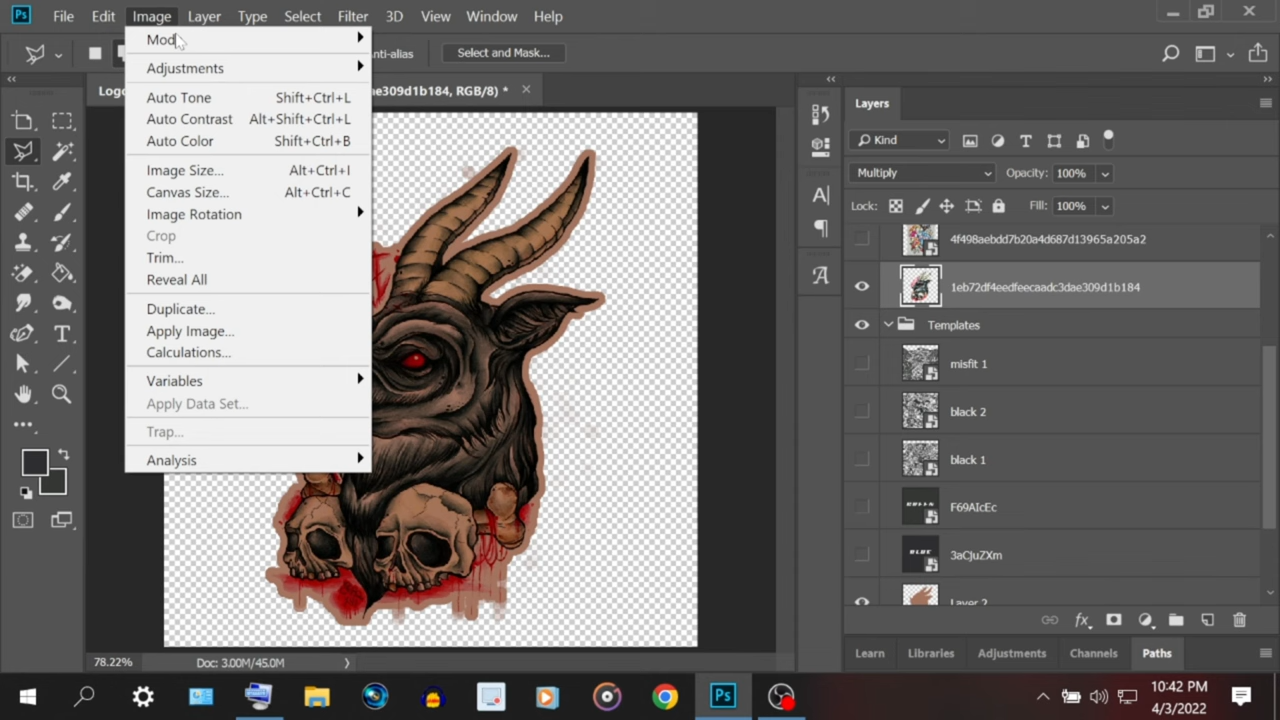 Ps File Edit Image Layer Type Select Filter 3D View Window Help
Anti-alias Select and Mask...
Mod
Adjustments
Auto Tone Shift+Ctrl+L
Auto Contrast Alt+Shift+Ctrl+L
Auto Color Shift+Ctrl+B
Image Size... Alt+Ctrl+I
Canvas Size... Alt+Ctrl+C
Image Rotation
Crop
Trim...
Reveal All
Duplicate...
Apply Image...
Calculations...
Variables
Apply Data Set...
Trap...
Analysis
Logo
ae309d1b184, RGB/8) *
78.22% Doc: 3.00M/45.0M
Layers
Kind
Multiply Opacity: 100%
Lock: Fill: 100%
4f498aebdd7b20a4d687d13965a205a2
1eb72df4eedfeecaadc3dae309d1b184
Templates
misfit 1
black 2
black 1
F69AIcEc
3aCJuZXm
Layer 2
Learn Libraries Adjustments Channels Paths
Ps
10:42 PM
4/3/2022